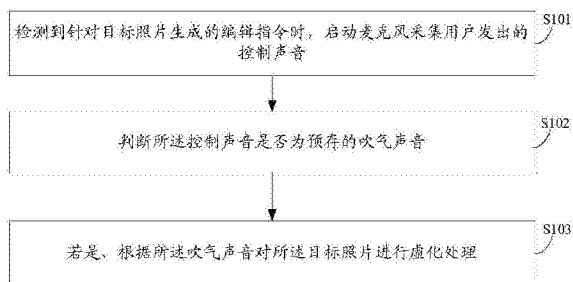 S101
检测到针对目标照片生成的编辑指令时，启动麦克风采集用户发出的
控制声音
S102
判断所述控制声音是否为预存的吹气声音
S103
若是、根据所述吹气声音对所述目标照片进行虚化处理